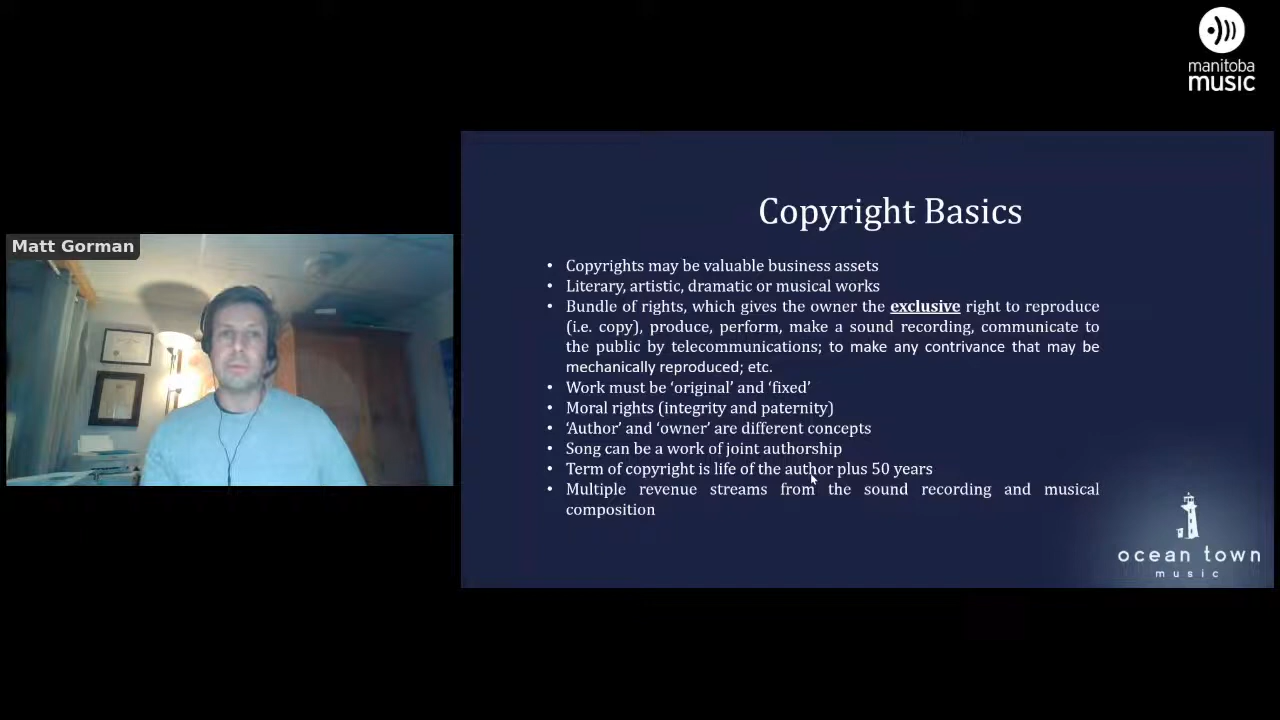 manitoba
music
Matt Gorman
Copyright Basics
• Copyrights may be valuable business assets
• Literary, artistic, dramatic or musical works
• Bundle of rights, which gives the owner the exclusive right to reproduce
(i.e. copy), produce, perform, make a sound recording, communicate to
the public by telecommunications; to make any contrivance that may be
mechanically reproduced; etc.
• Work must be ‘original’ and ‘fixed’
• Moral rights (integrity and paternity)
• ‘Author’ and ‘owner’ are different concepts
• Song can be a work of joint authorship
• Term of copyright is life of the author plus 50 years
• Multiple revenue streams from the sound recording and musical
composition
ocean town
music